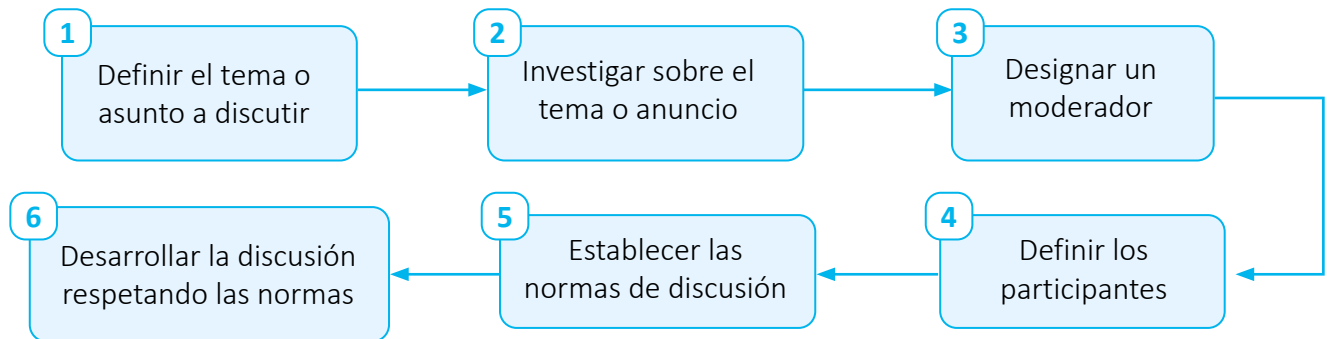 1
Definir el tema o
asunto a discutir
2
Investigar sobre el
tema o anuncio
3
Designar un
moderador
4
Definir los
participantes
5
Establecer las
normas de discusión
6
Desarrollar la discusión
respetando las normas